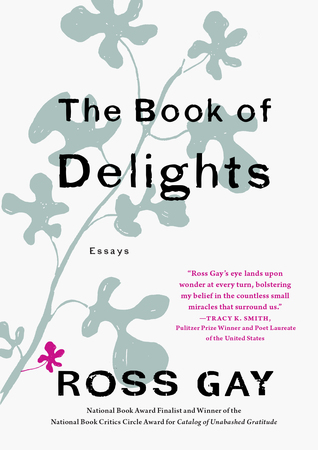 The Book of
Delights
Essays
“Ross Gay’s eye lands upon
wonder at every turn, bolstering
my belief in the countless small
miracles that surround us.”
—TRACY K. SMITH,
Pulitzer Prize Winner and Poet Laureate
of the United States
ROSS GAY
National Book Award Finalist and Winner of the
National Book Critics Circle Award for Catalog of Unabashed Gratitude